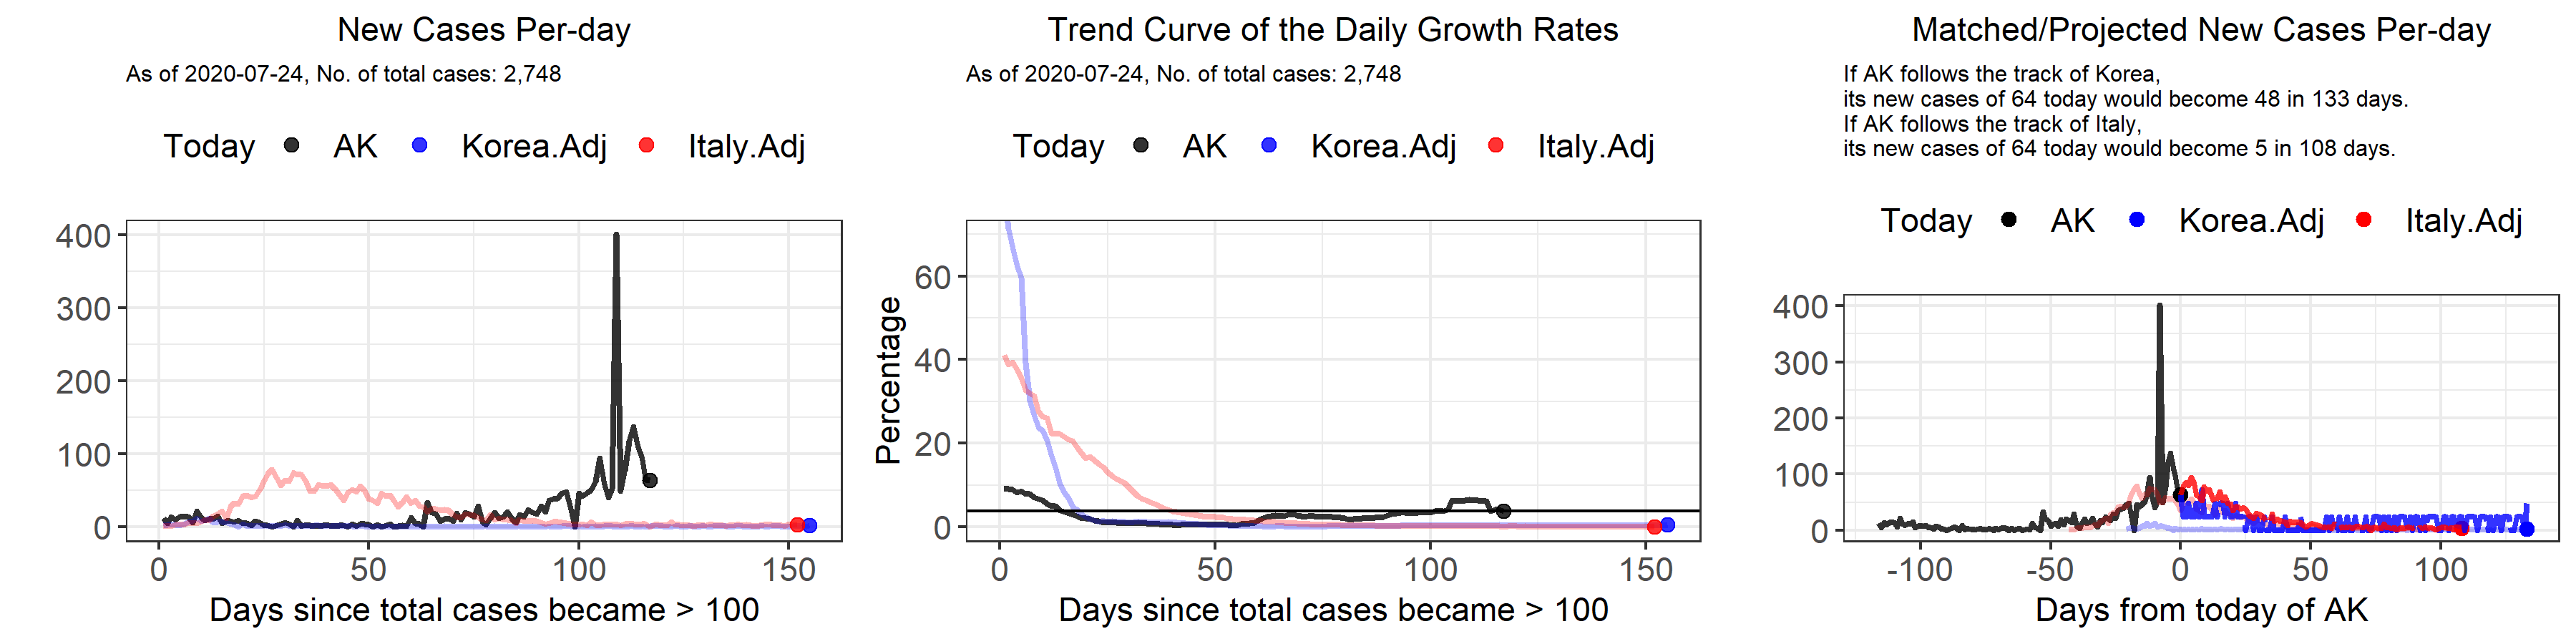 New Cases Per-day
As of 2020-07-24, No. of total cases: 2,748
Today AK Korea.Adj Italy.Adj
400
300
200
100
0
0 50 100 150
Days since total cases became > 100
Trend Curve of the Daily Growth Rates
As of 2020-07-24, No. of total cases: 2,748
Today AK Korea.Adj Italy.Adj
Percentage
60
40
20
0
0 50 100 150
Days since total cases became > 100
Matched/Projected New Cases Per-day
If AK follows the track of Korea,
its new cases of 64 today would become 48 in 133 days.
If AK follows the track of Italy,
its new cases of 64 today would become 5 in 108 days.
Today AK Korea.Adj Italy.Adj
400
300
200
100
0
-100 -50 0 50 100
Days from today of AK